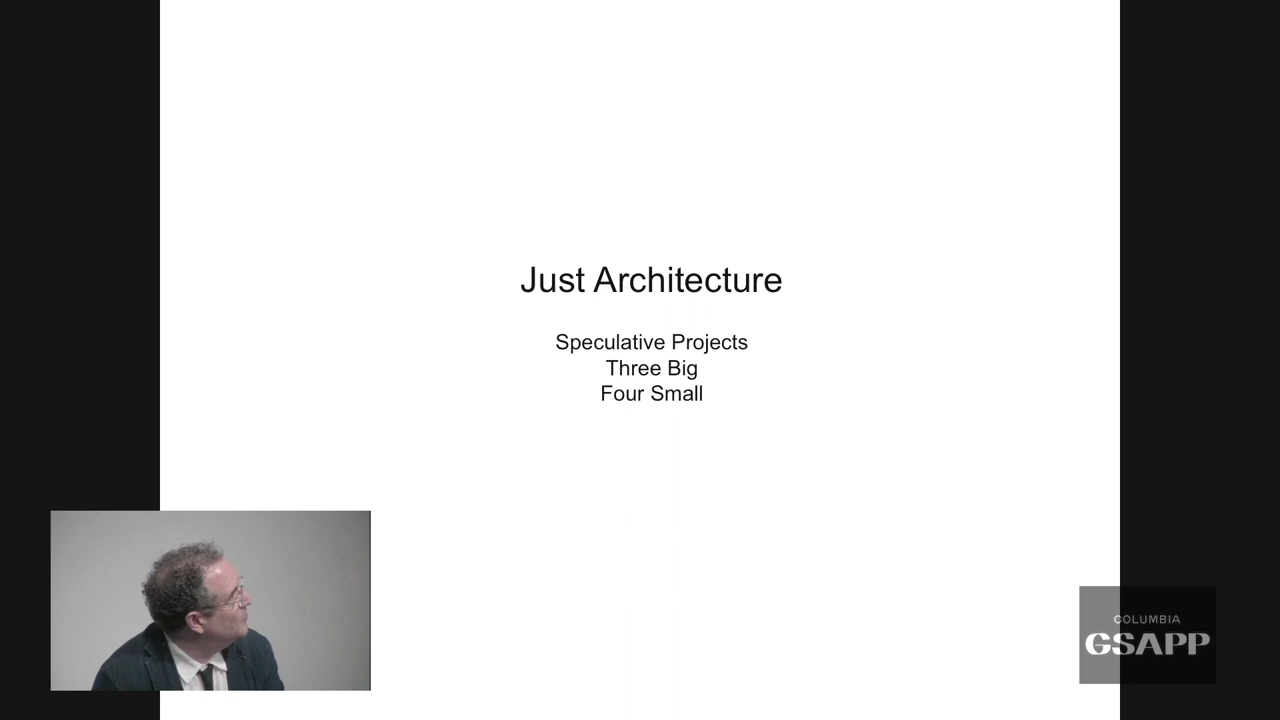 Just Architecture
Speculative Projects
Three Big
Four Small
COLUMBIA
GSAPP